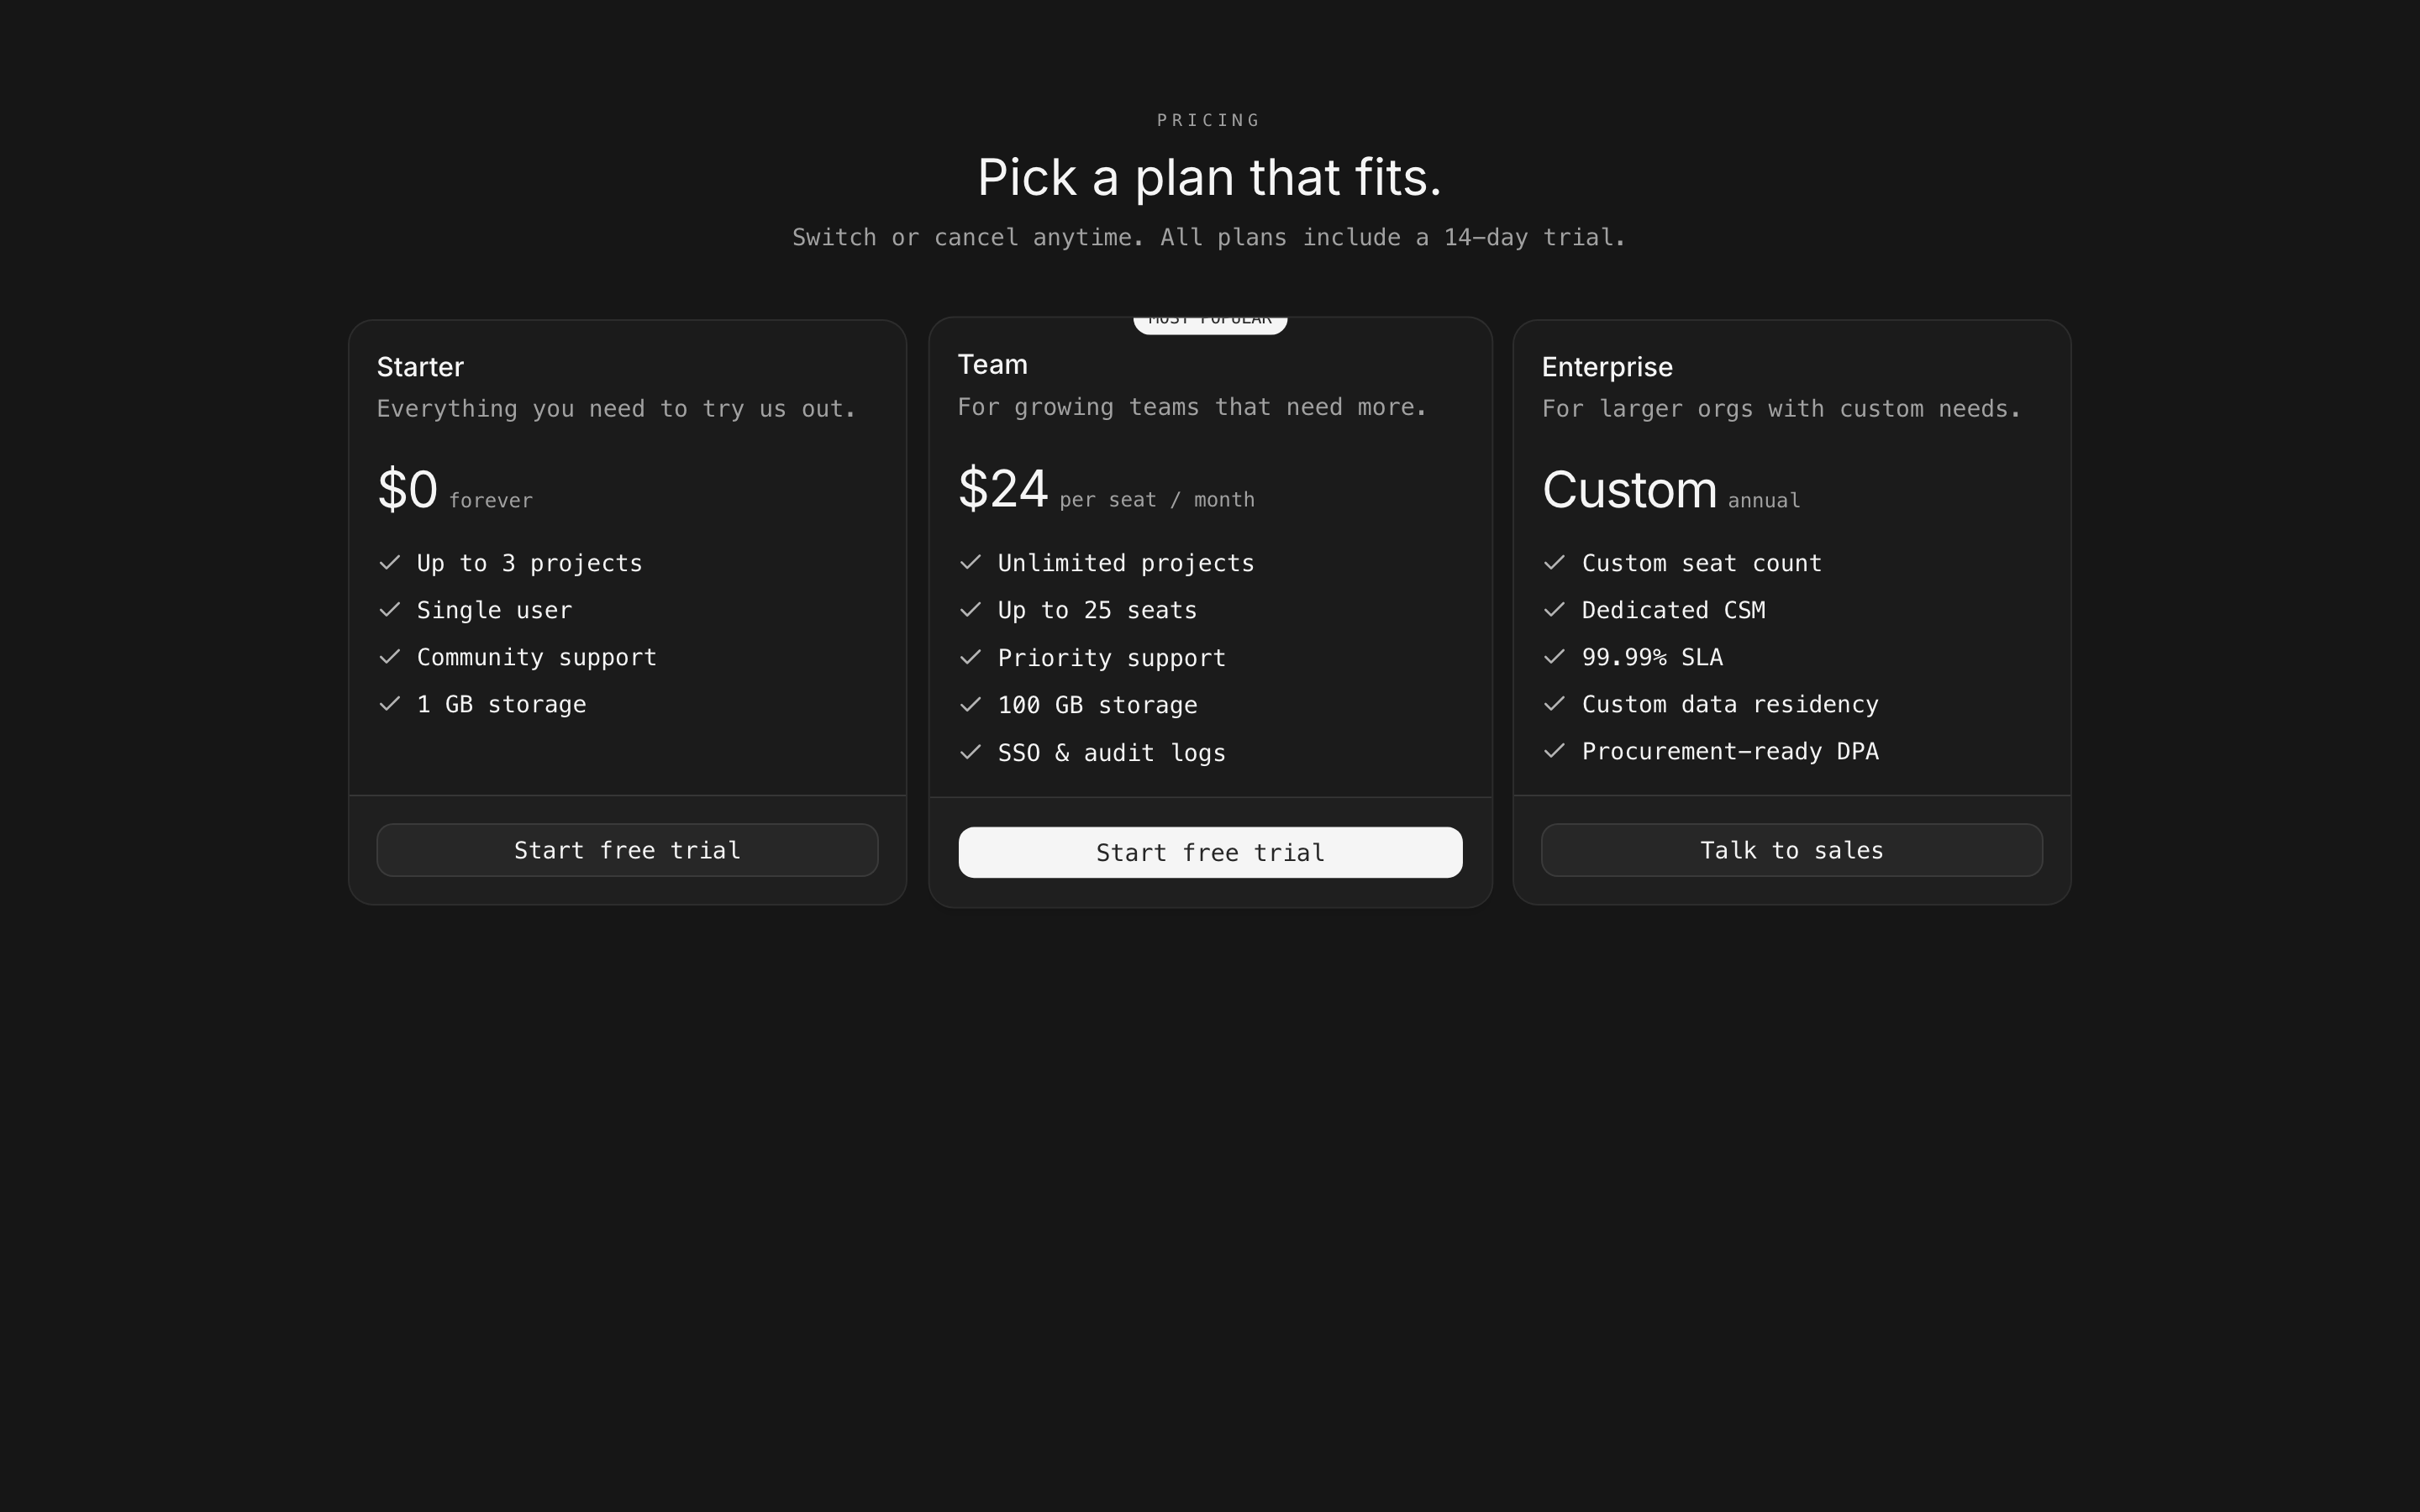 PRICING
Pick a plan that fits.
Switch or cancel anytime. All plans include a 14-day trial.
Starter
Everything you need to try us out.
$0 forever
Up to 3 projects
Single user
Community support
1 GB storage
Start free trial
MOST POPULAR
Team
For growing teams that need more.
$24 per seat / month
Unlimited projects
Up to 25 seats
Priority support
100 GB storage
SSO & audit logs
Start free trial
Enterprise
For larger orgs with custom needs.
Custom annual
Custom seat count
Dedicated CSM
99.99% SLA
Custom data residency
Procurement-ready DPA
Talk to sales